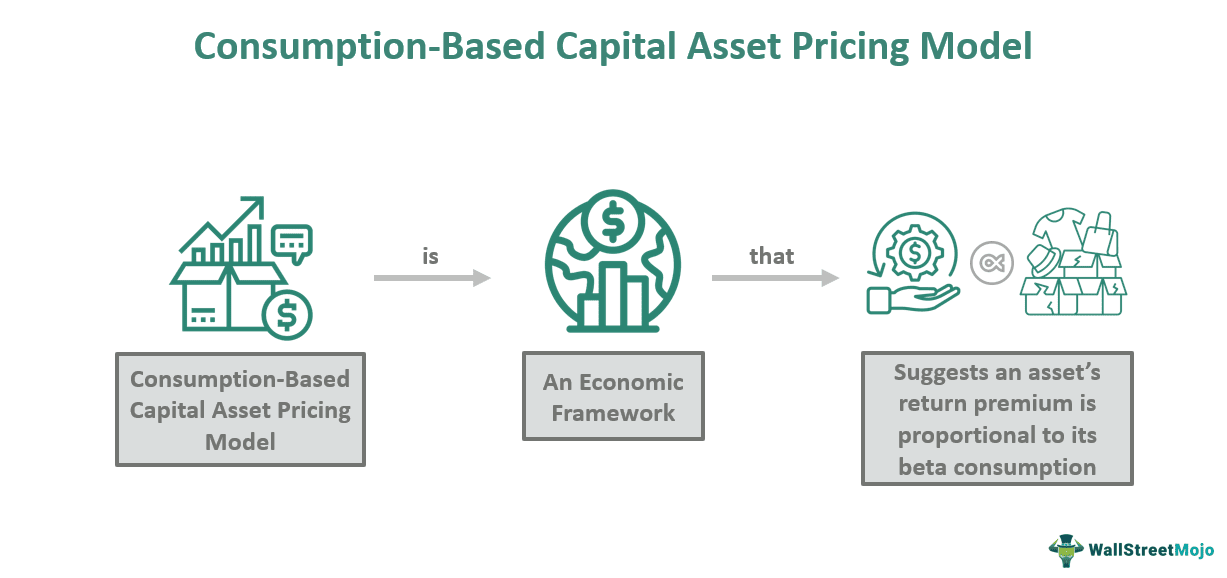 Consumption-Based Capital Asset Pricing Model
is
that
$
$
$
Consumption-Based
Capital Asset Pricing
Model
An Economic
Framework
Suggests an asset's
return premium is
proportional to its
beta consumption
WallStreetMojo